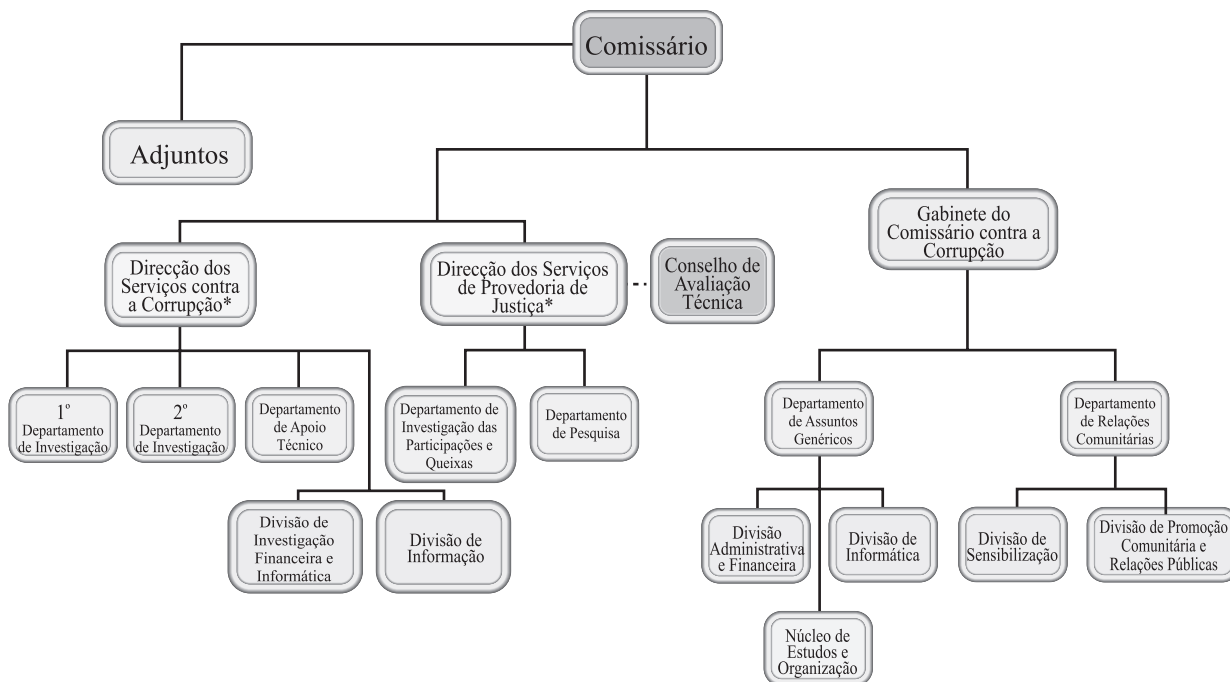 Comissário
Adjuntos
Gabinete do
Comissário contra a
Corrupção
Direcção dos
Serviços contra
a Corrupção*
Direcção dos Serviços
de Provedoria de
Justiça*
Conselho de
Avaliação
Técnica
1º
Departamento
de Investigação
2º
Departamento
de Investigação
Departamento
de Apoio
Técnico
Departamento de
Investigação das
Participações e
Queixas
Departamento
de Pesquisa
Departamento
de Assuntos
Genéricos
Departamento
de Relações
Comunitárias
Divisão de
Investigação
Financeira e
Informática
Divisão de
Informação
Divisão
Administrativa
e Financeira
Divisão de
Informática
Divisão de
Sensibilização
Divisão de Promoção
Comunitária e
Relações Públicas
Núcleo de
Estudos e
Organização